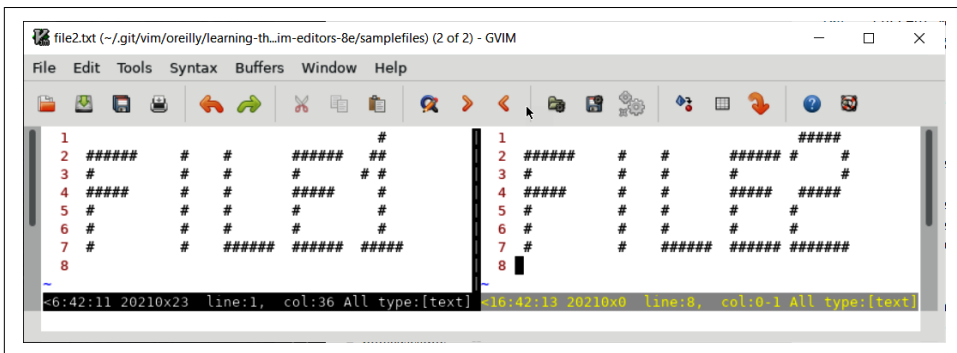 file2.txt (~/.git/vim/oreilly/learning-th...im-editors-8e/samplefiles) (2 of 2) - GVIM
File Edit Tools Syntax Buffers Window Help
1                                     #
2  ######    #   #       ######   ##
3  #         #   #       #       # #
4  #####     #   #       #####     #
5  #         #   #       #         #
6  #         #   #       #         #
7  #         #   ######  ######  #####
8
~
<6:42:11 20210x23  line:1,  col:36 All type:[text]
1                                  #####
2  ######    #   #       ###### #     #
3  #         #   #       #            #
4  #####     #   #       #####   #####
5  #         #   #       #      #
6  #         #   #       #      #
7  #         #   ######  ###### #######
8
~
<16:42:13 20210x0  line:8,  col:0-1 All type:[text]